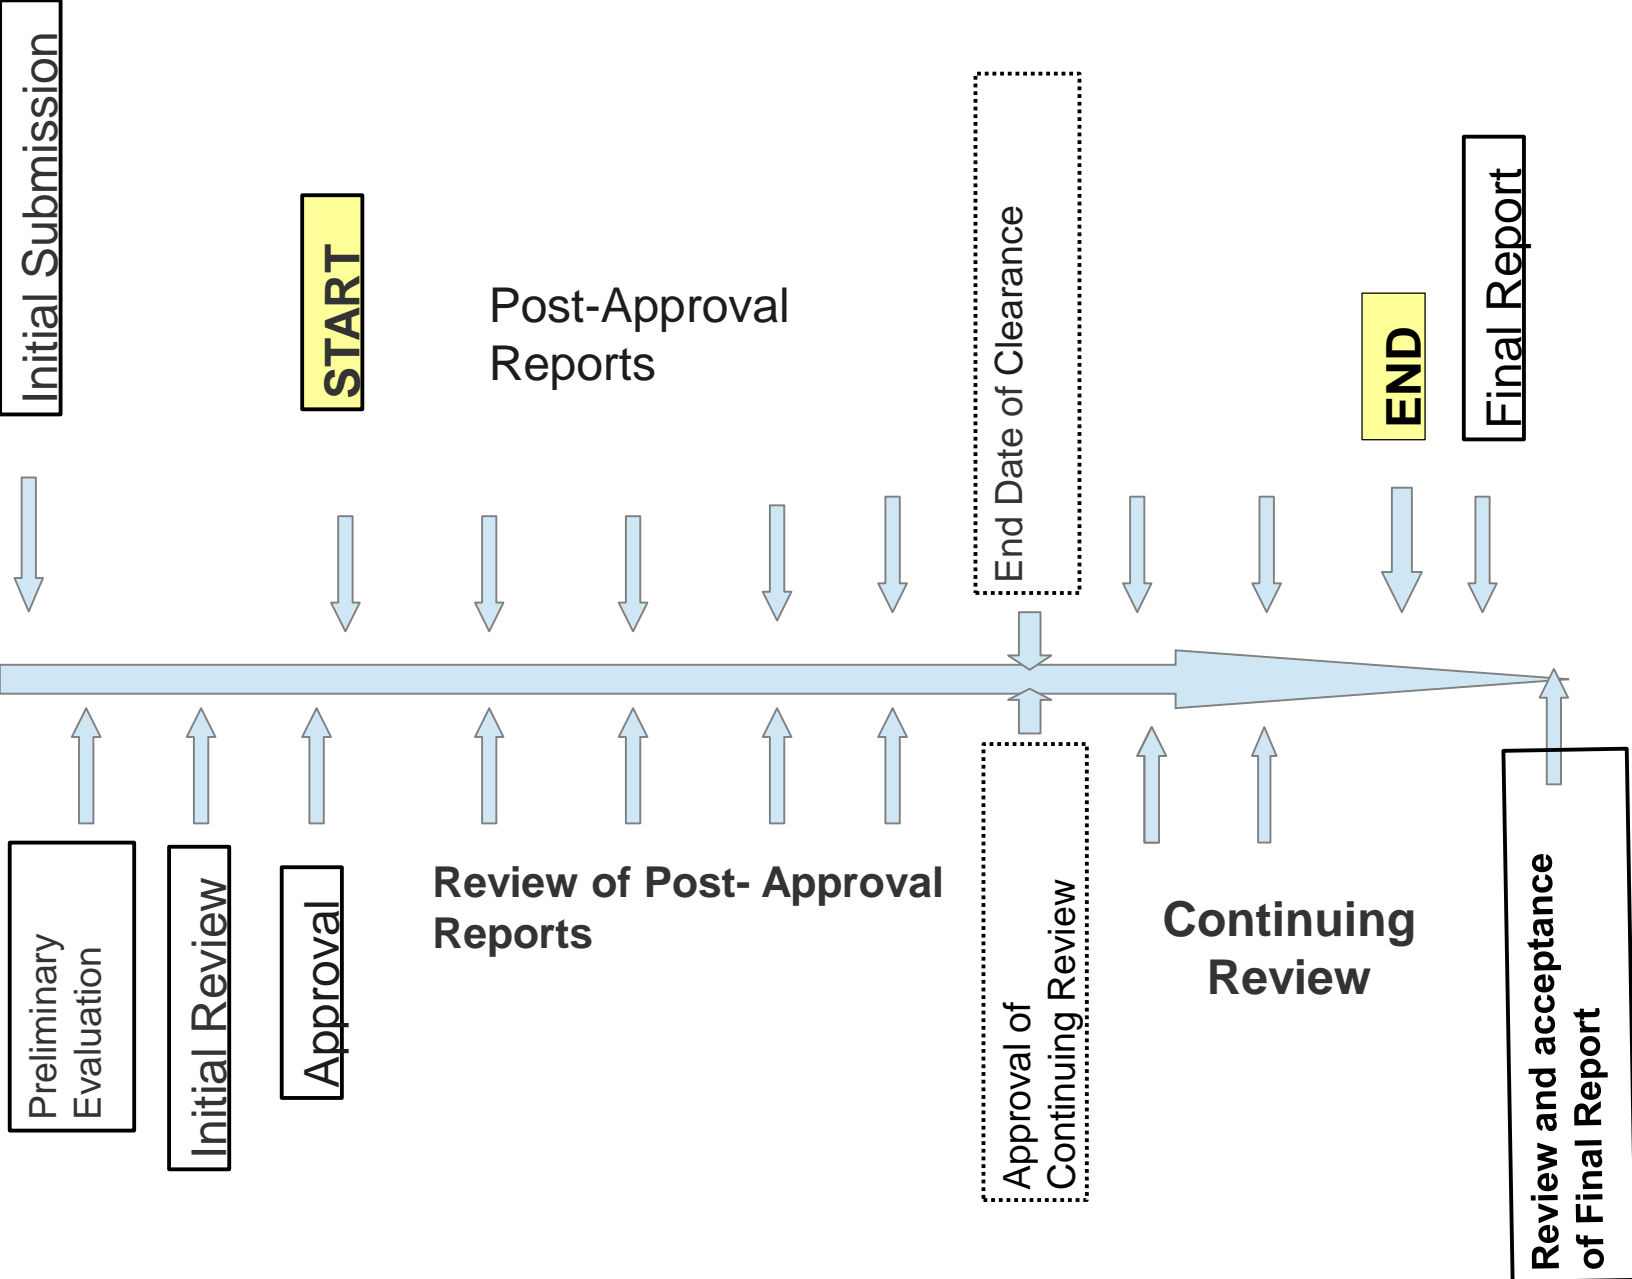 Initial Submission
START
Post-Approval
Reports
End Date of Clearance
END
Final Report
Preliminary
Evaluation
Initial Review
Approval
Review of Post- Approval
Reports
Approval of
Continuing Review
Continuing
Review
Review and acceptance
of Final Report